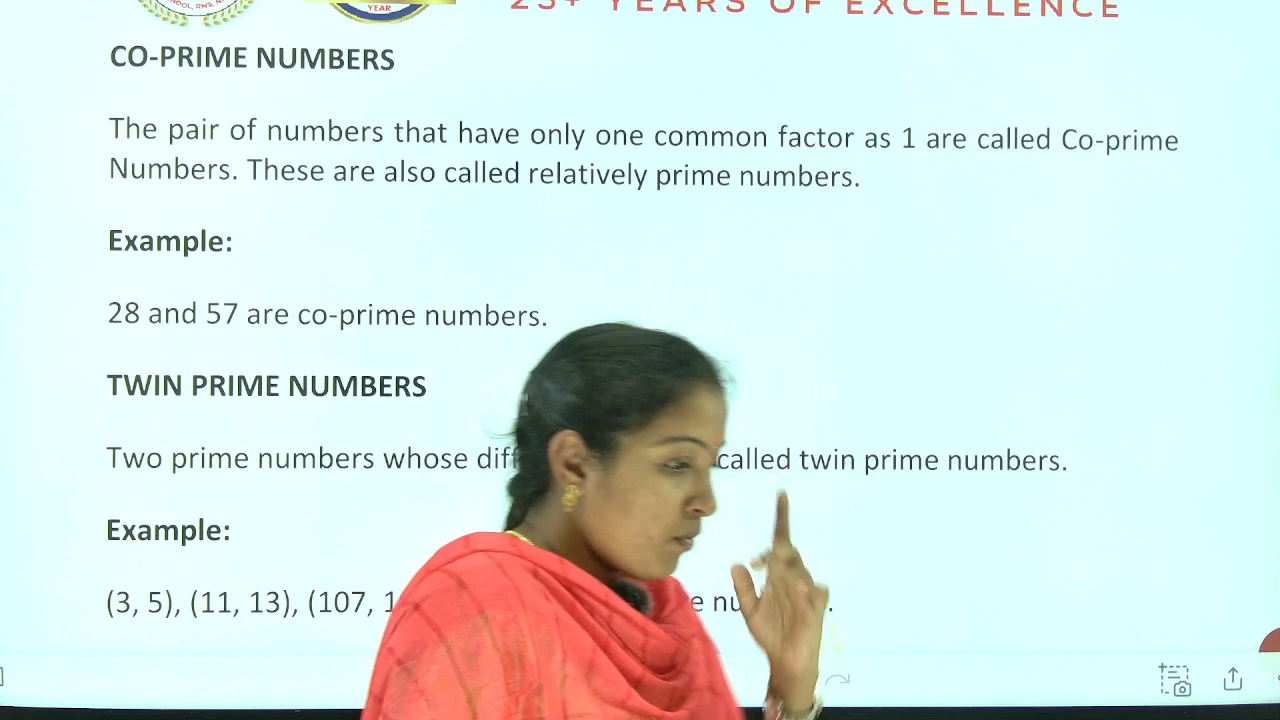 25+ YEARS OF EXCELLENCE
YEAR
CO-PRIME NUMBERS
The pair of numbers that have only one common factor as 1 are called Co-prime
Numbers. These are also called relatively prime numbers.
Example:
28 and 57 are co-prime numbers.
TWIN PRIME NUMBERS
Two prime numbers whose called twin prime numbers.
Example:
(3, 5), (11, 13), (107,